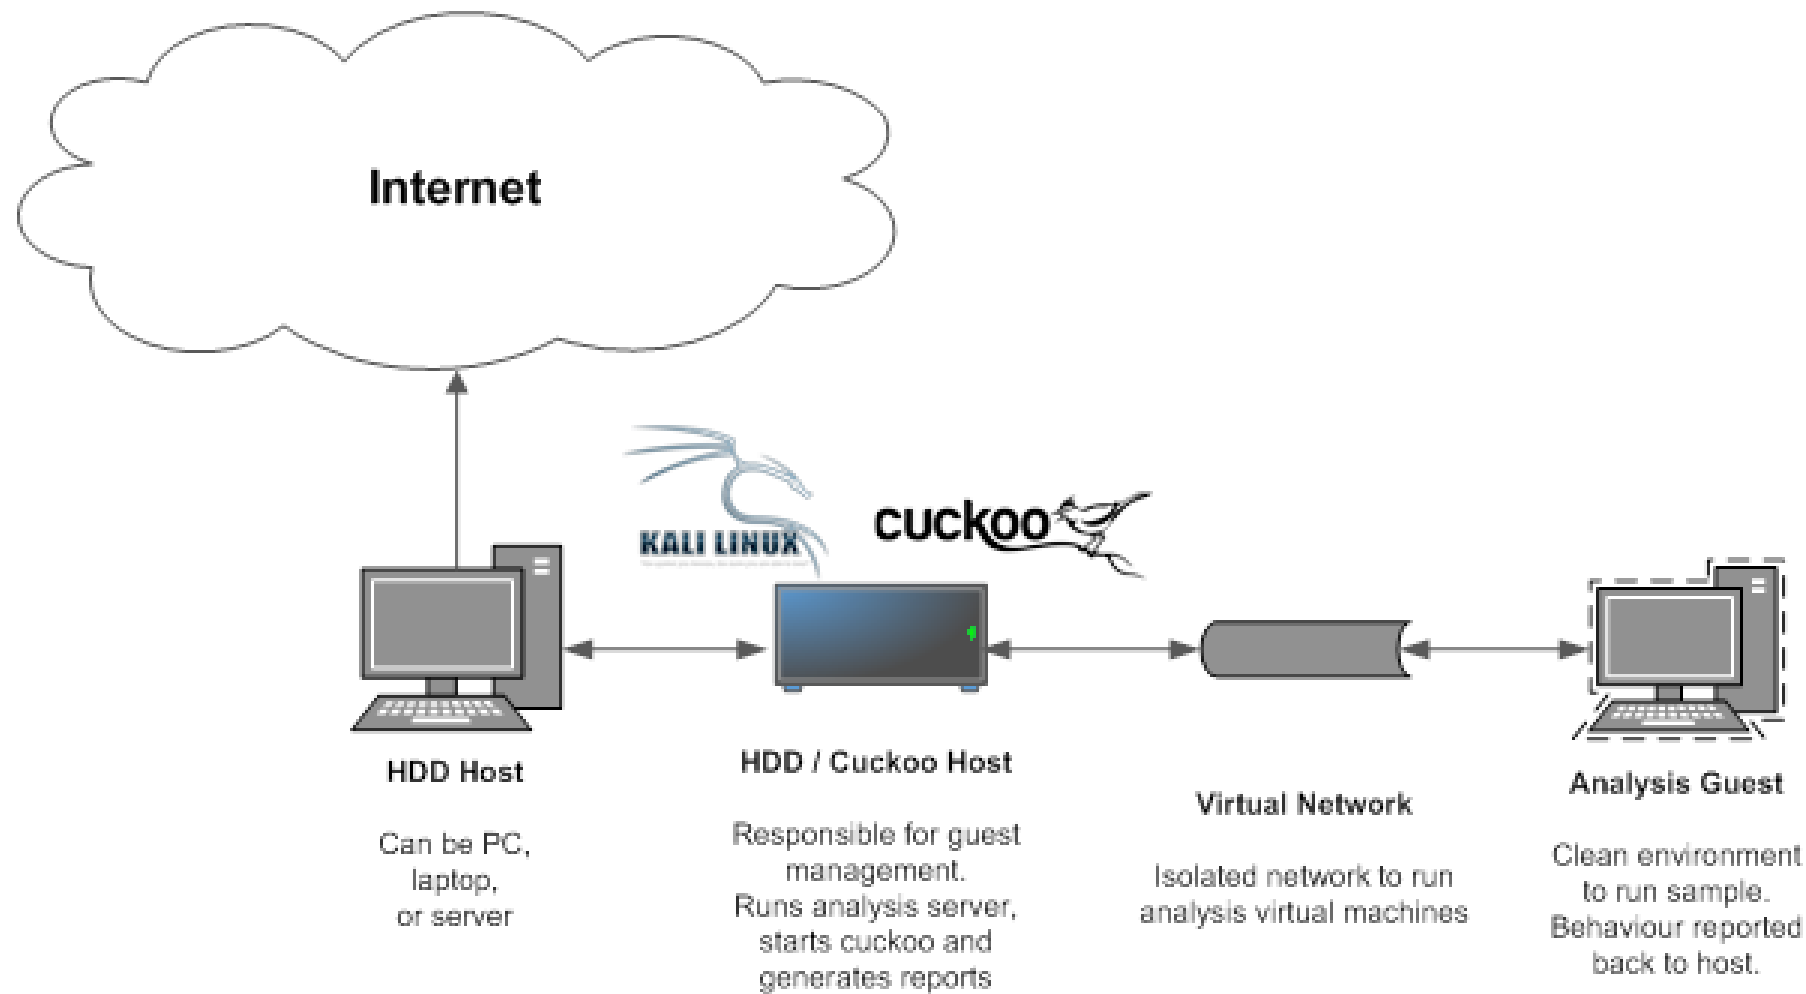 Internet
KALI LINUX
cuckoo
HDD Host
Can be PC,
laptop,
or server
HDD / Cuckoo Host
Responsible for guest
management.
Runs analysis server,
starts cuckoo and
generates reports
Virtual Network
Isolated network to run
analysis virtual machines
Analysis Guest
Clean environment
to run sample.
Behaviour reported
back to host.